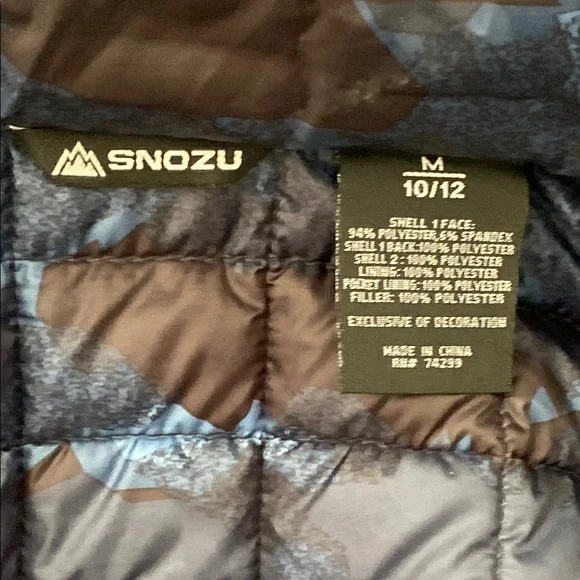 SNOZU
M
10/12
SHELL 1 FACE:
94% POLYESTER, 6% SPANDEX
SHELL 1 BACK: 100% POLYESTER
SHELL 2 : 100% POLYESTER
LINING: 100% POLYESTER
POCKET LINING: 100% POLYESTER
FILLER: 100% POLYESTER
EXCLUSIVE OF DECORATION
MADE IN CHINA
RN# 74299